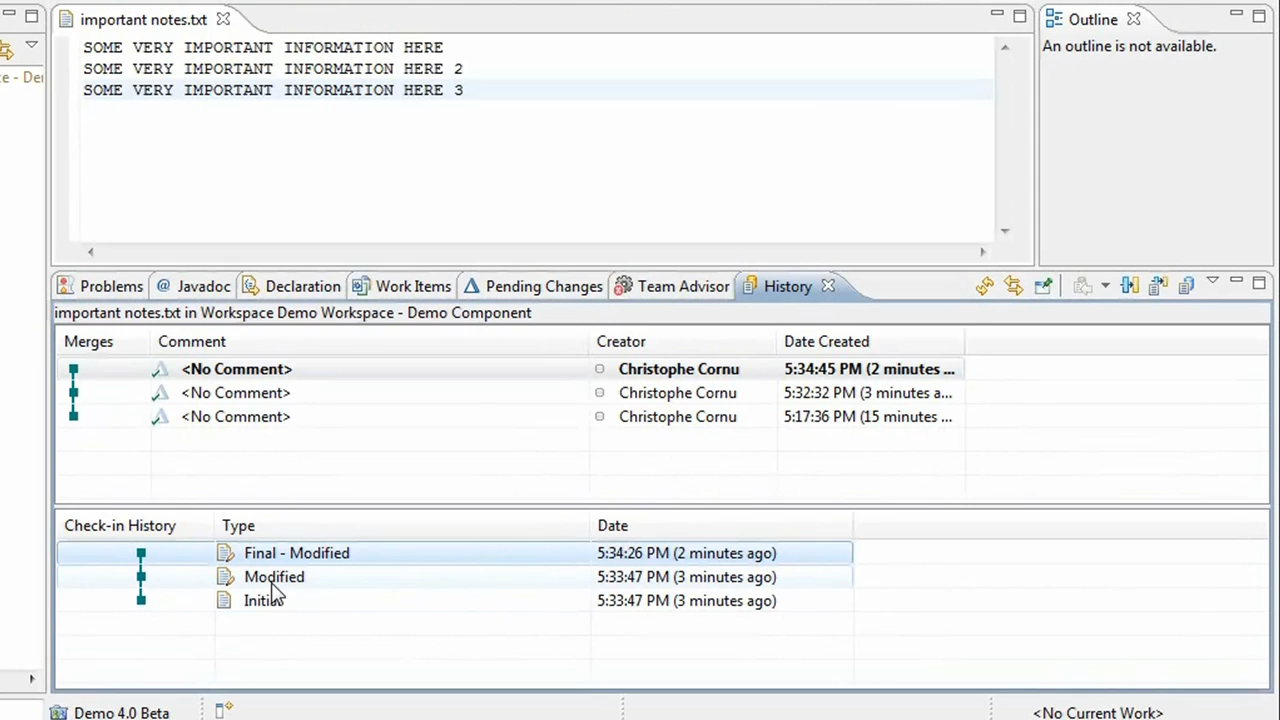 important notes.txt
Outline
SOME VERY IMPORTANT INFORMATION HERE
SOME VERY IMPORTANT INFORMATION HERE 2
SOME VERY IMPORTANT INFORMATION HERE 3
An outline is not available.
Problems @ Javadoc Declaration Work Items Pending Changes Team Advisor History
important notes.txt in Workspace Demo Workspace - Demo Component
Merges Comment Creator Date Created
<No Comment> Christophe Cornu 5:34:45 PM (2 minutes ...
<No Comment> Christophe Cornu 5:32:32 PM (3 minutes a...
<No Comment> Christophe Cornu 5:17:36 PM (15 minutes ...
Check-in History Type Date
Final - Modified 5:34:26 PM (2 minutes ago)
Modified 5:33:47 PM (3 minutes ago)
Initial 5:33:47 PM (3 minutes ago)
Demo 4.0 Beta <No Current Work>